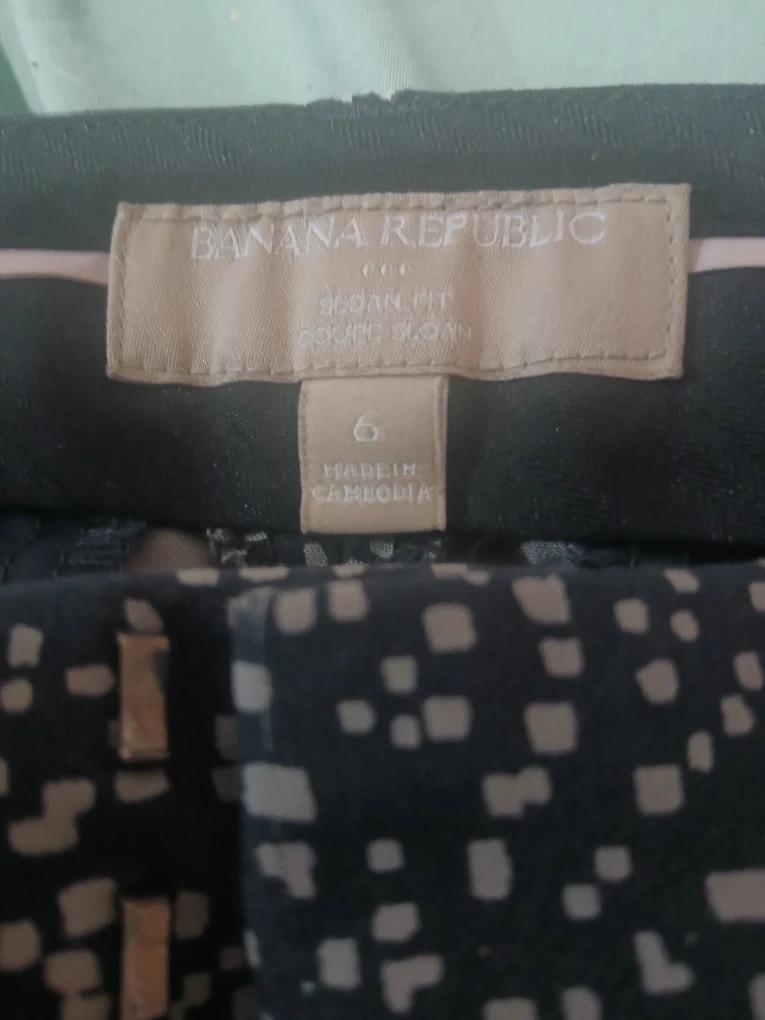 BANANA REPUBLIC
SLOAN FIT
COUPE SLOAN
6
MADE IN
CAMBODIA